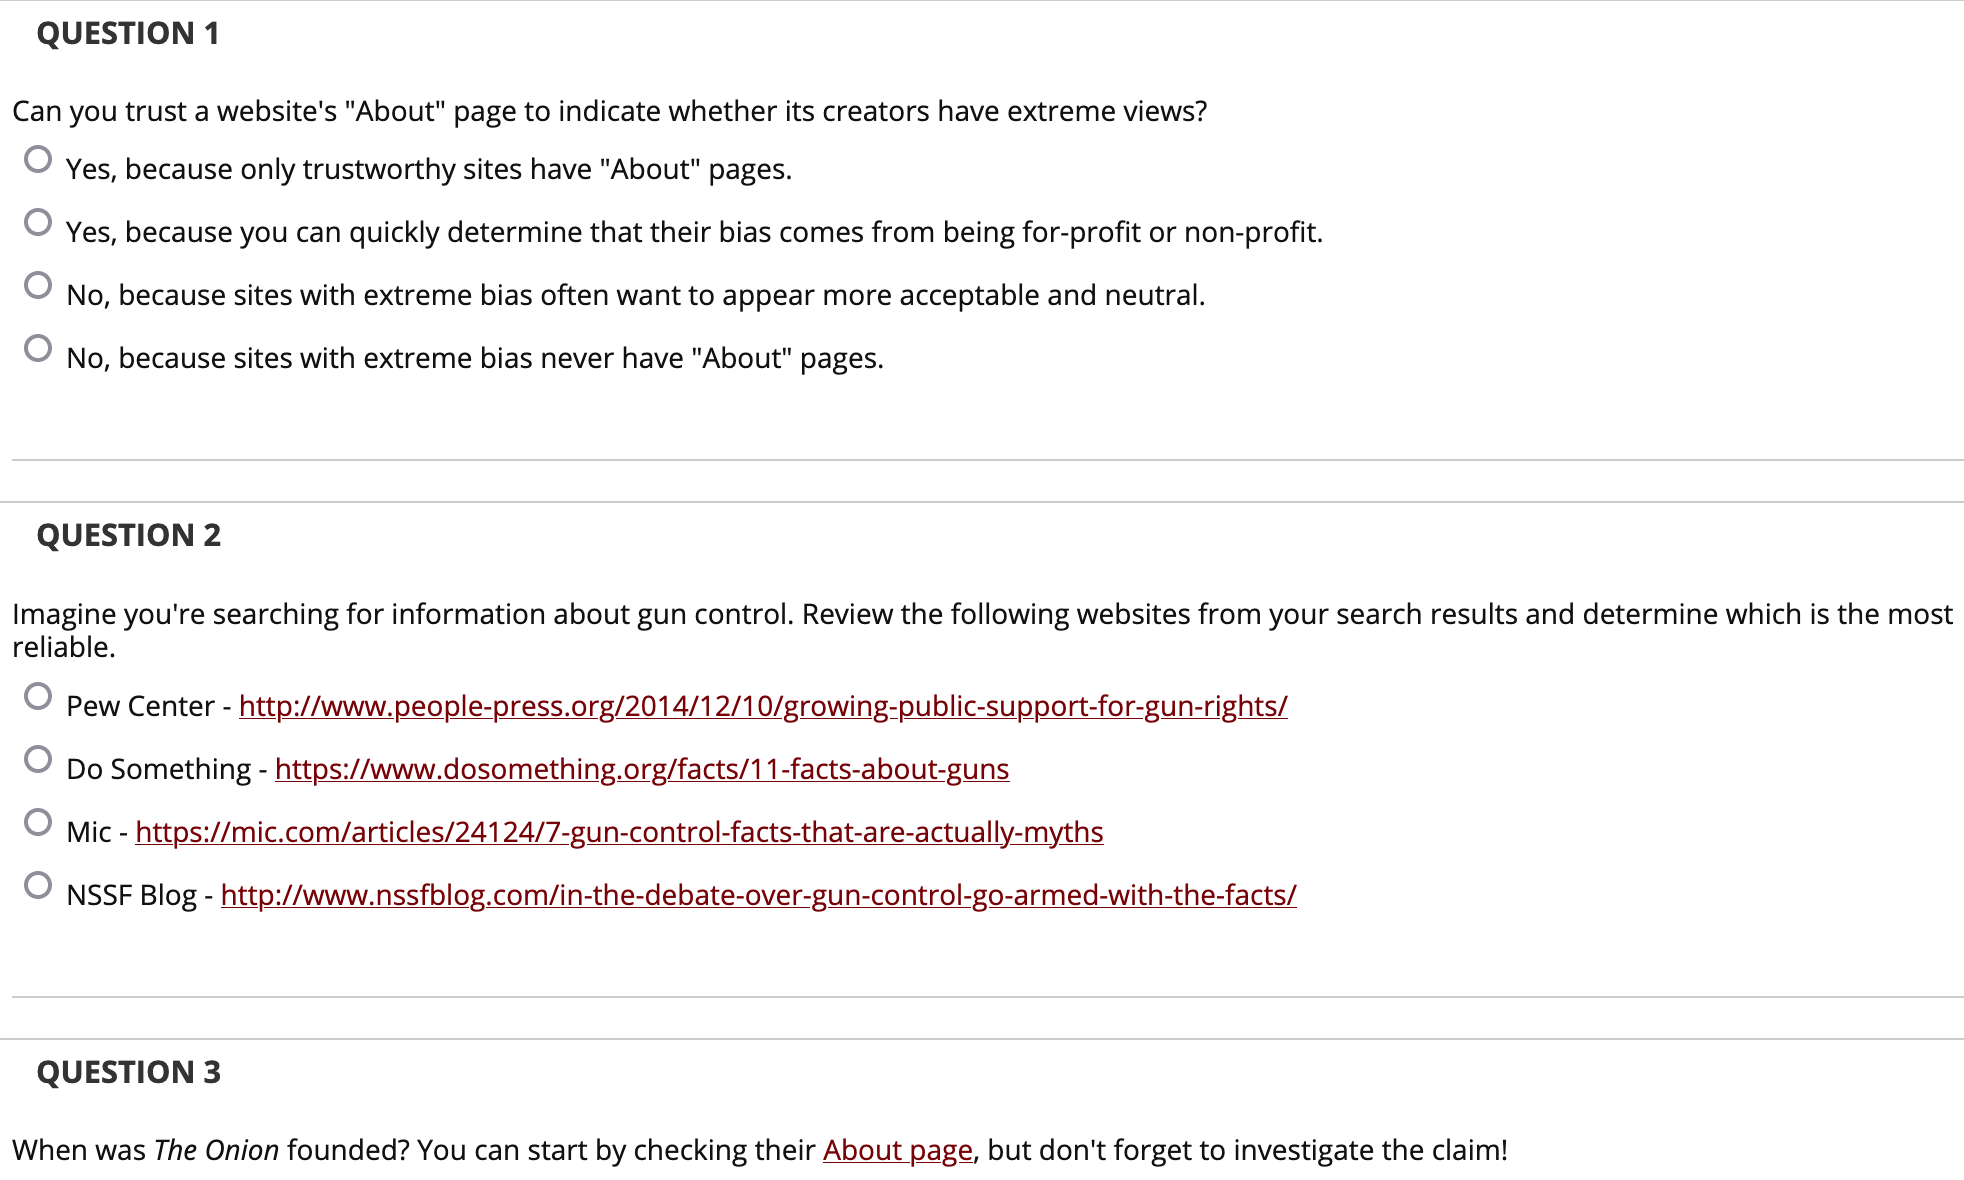 QUESTION 1
Can you trust a website's "About" page to indicate whether its creators have extreme views?
Yes, because only trustworthy sites have "About" pages.
Yes, because you can quickly determine that their bias comes from being for-profit or non-profit.
No, because sites with extreme bias often want to appear more acceptable and neutral.
No, because sites with extreme bias never have "About" pages.
QUESTION 2
Imagine you're searching for information about gun control. Review the following websites from your search results and determine which is the most
reliable.
Pew Center - http://www.people-press.org/2014/12/10/growing-public-support-for-gun-rights/
Do Something - https://www.dosomething.org/facts/11-facts-about-guns
Mic - https://mic.com/articles/24124/7-gun-control-facts-that-are-actually-myths
NSSF Blog - http://www.nssfblog.com/in-the-debate-over-gun-control-go-armed-with-the-facts/
QUESTION 3
When was The Onion founded? You can start by checking their About page, but don't forget to investigate the claim!